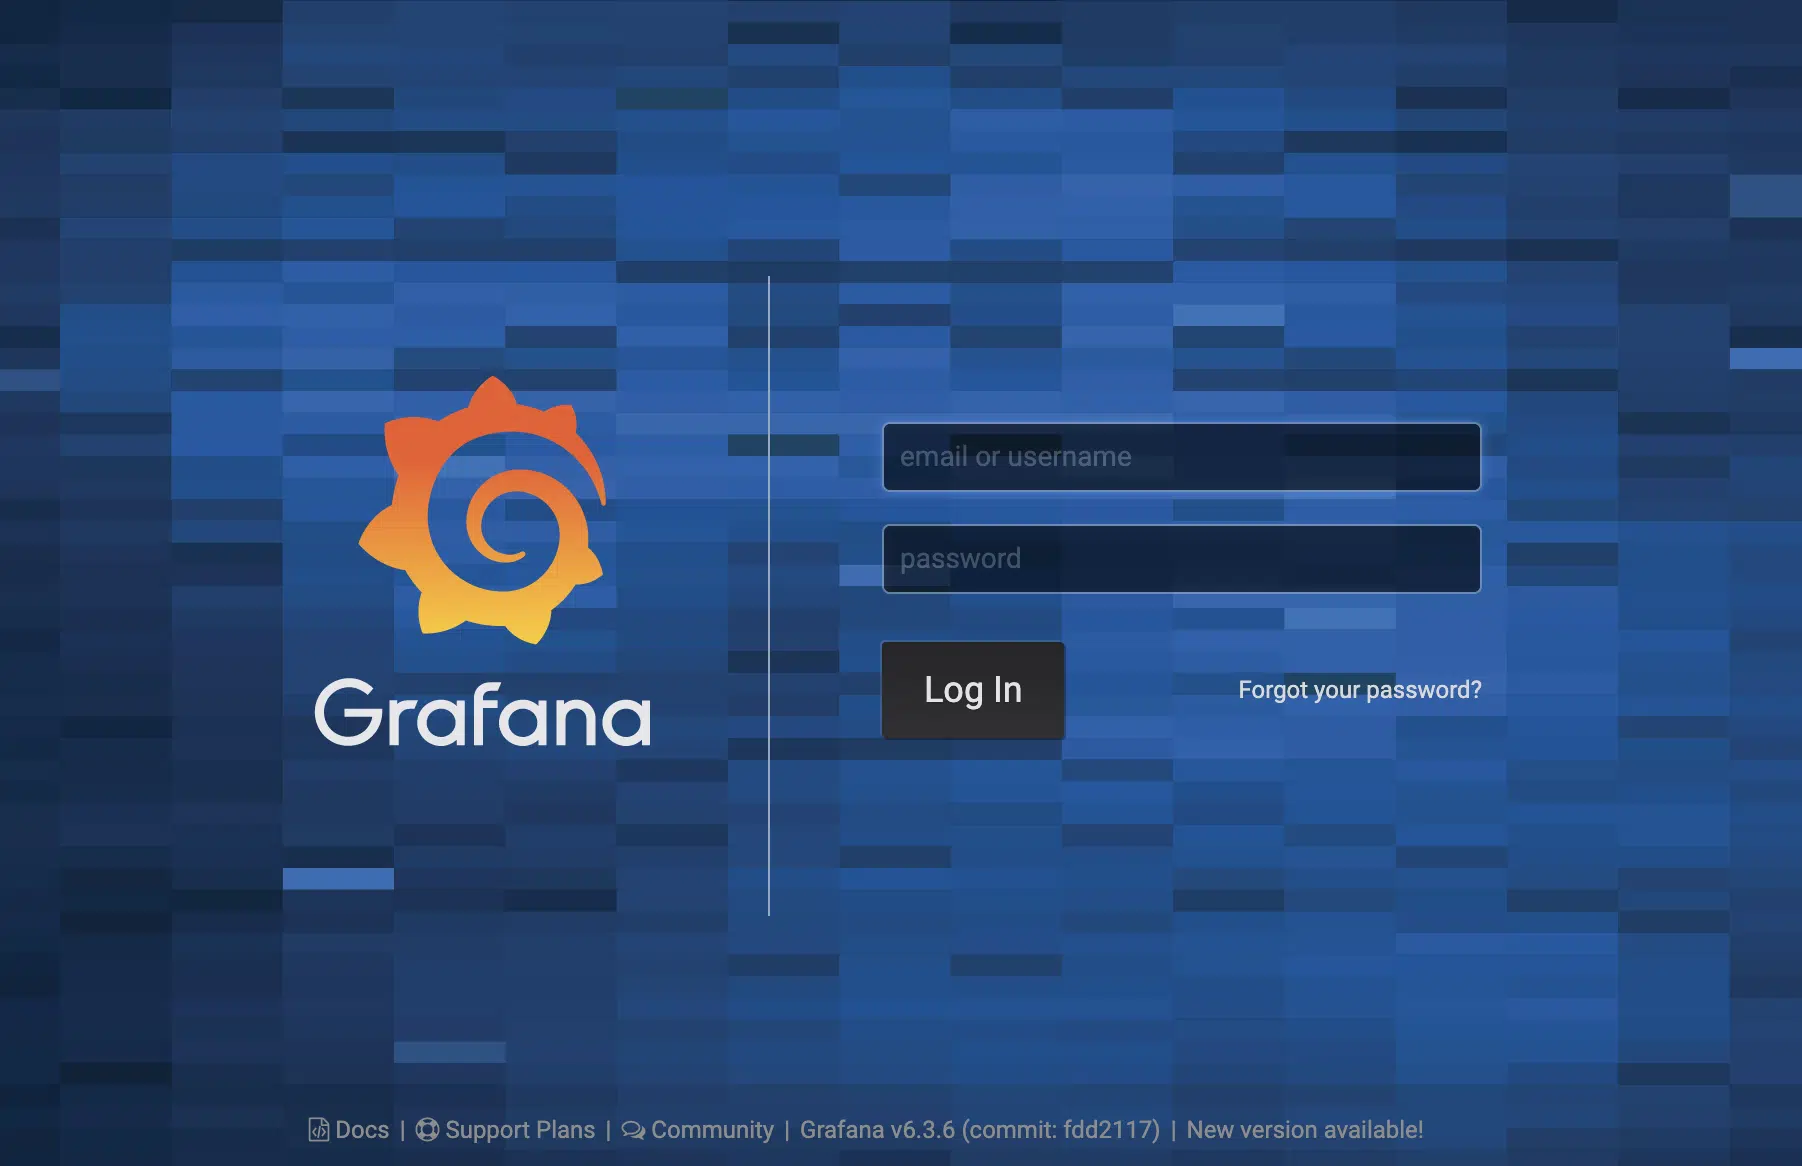 Grafana
email or username
password
Log In
Forgot your password?
Docs | Support Plans | Community | Grafana v6.3.6 (commit: fdd2117) | New version available!